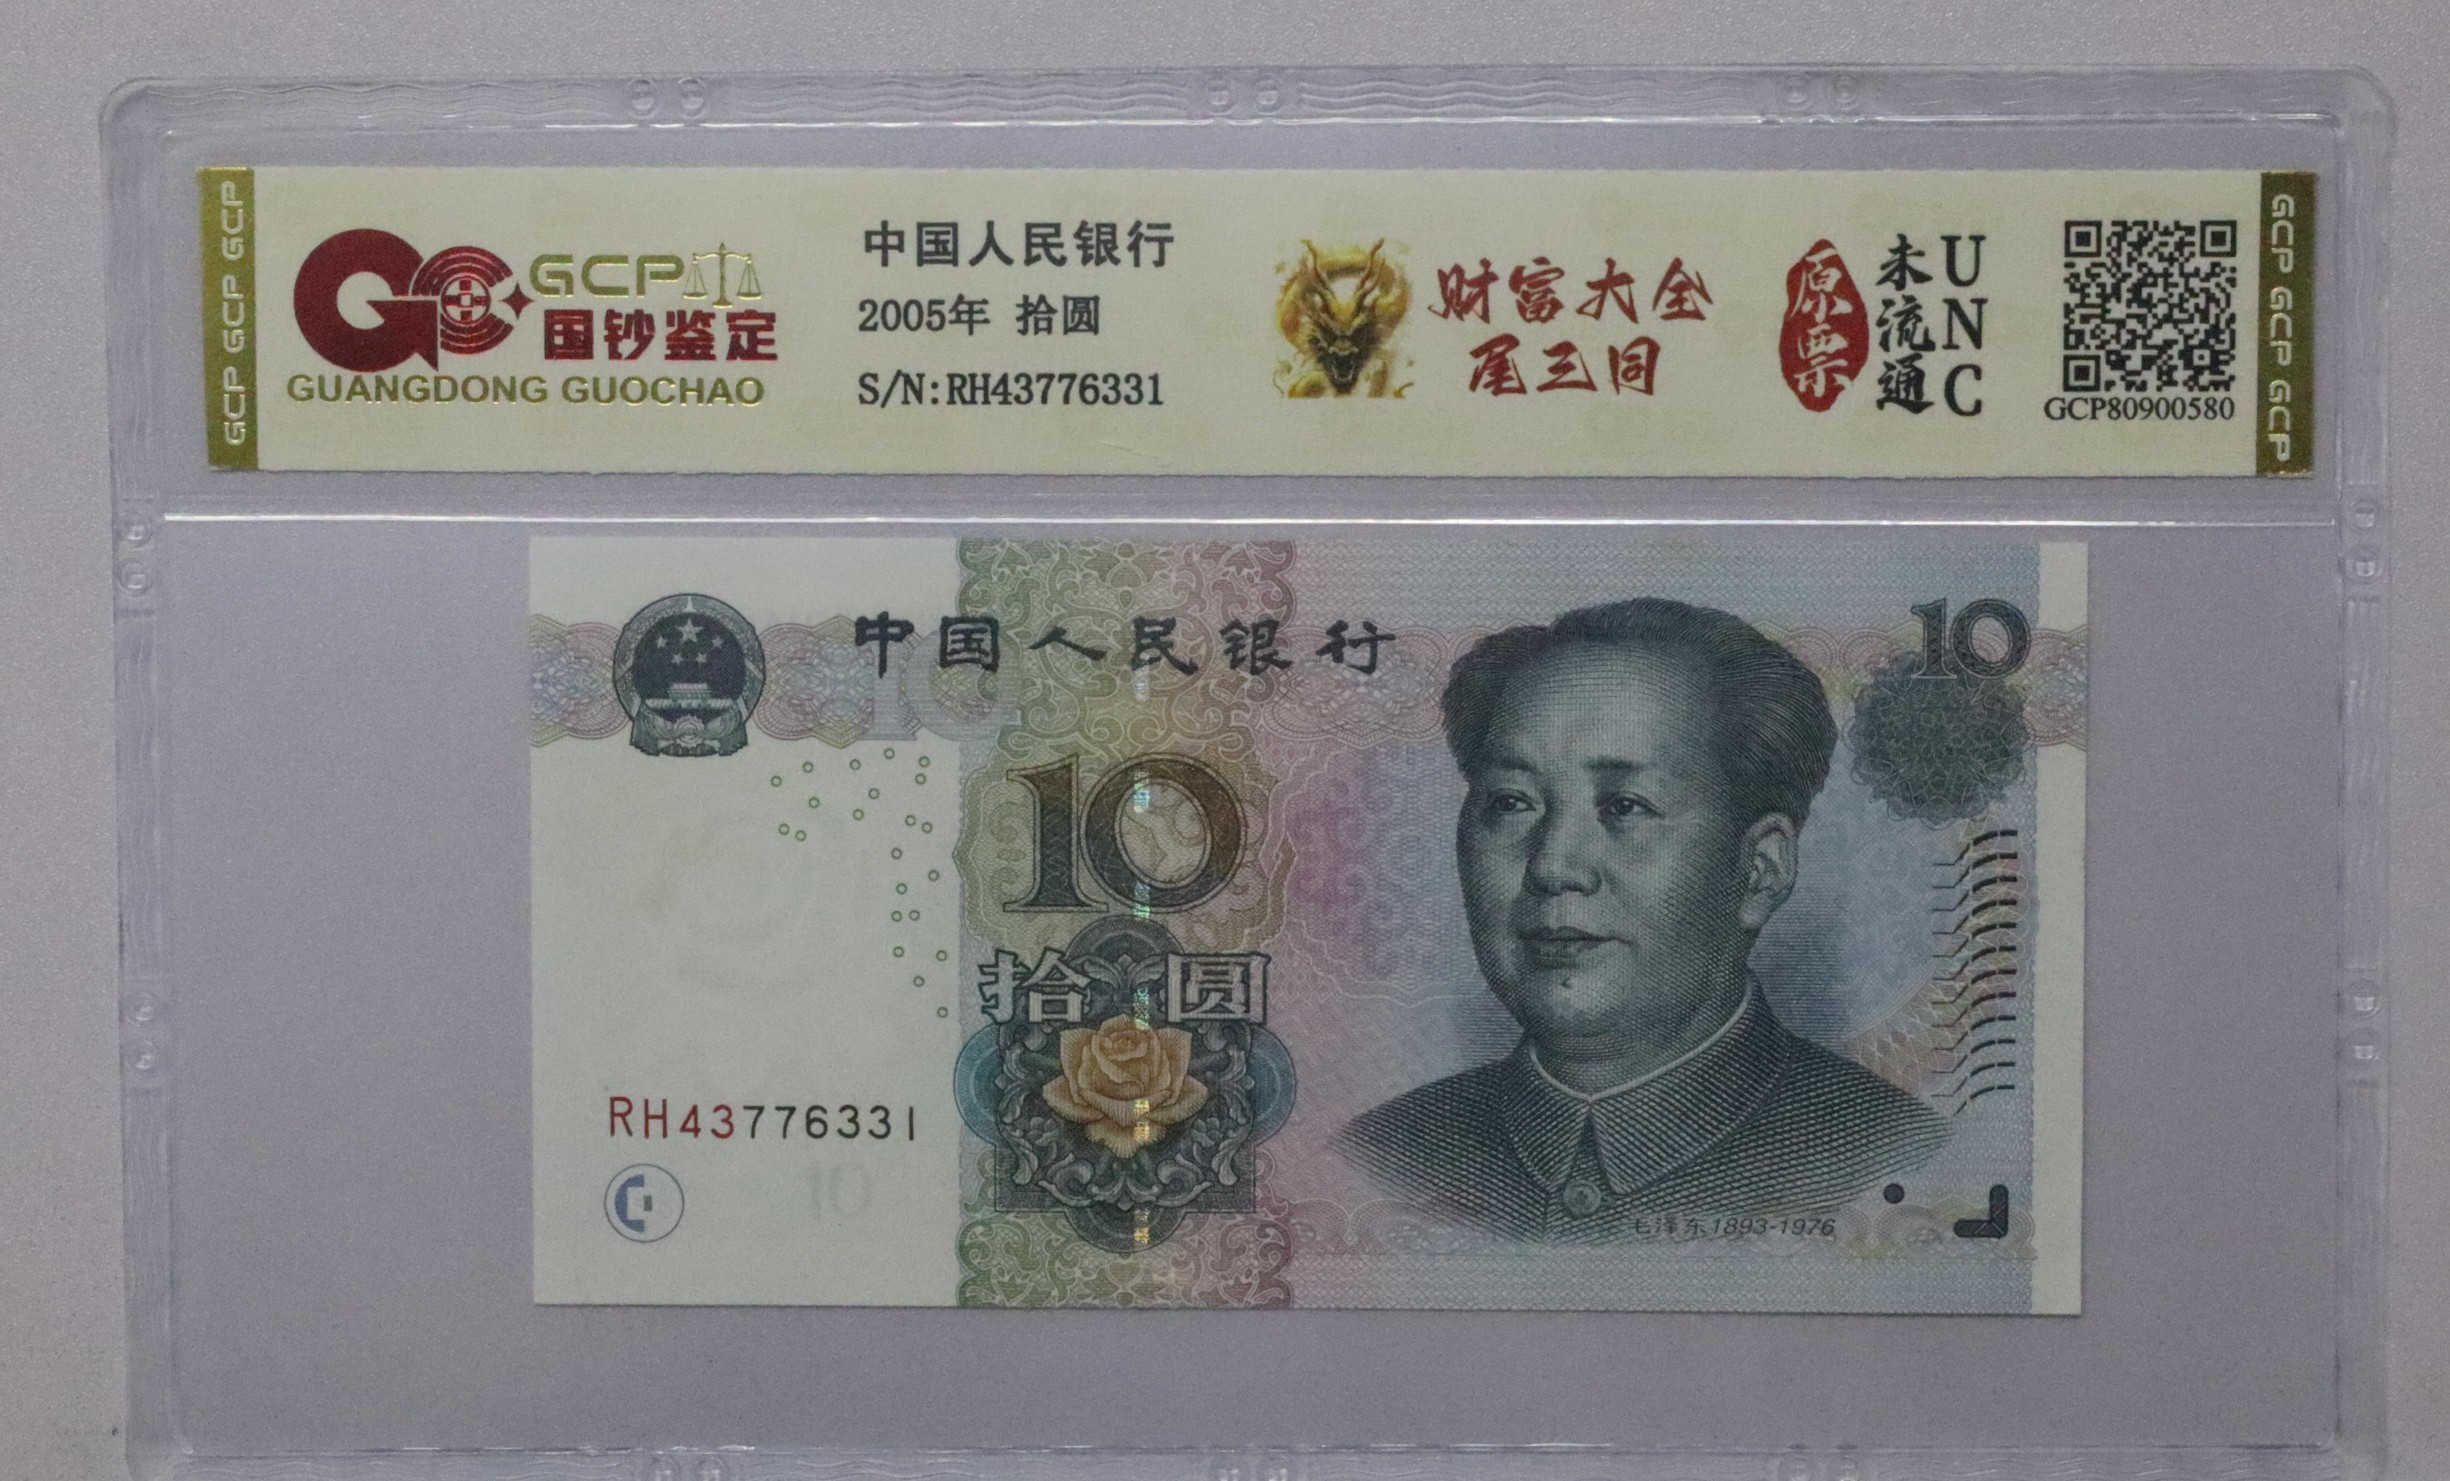 GCP GCP GCP
GCP
国钞鉴定
GUANGDONG GUOCHAO
中国人民银行
2005年 拾圆
S/N:RH43776331
财富大全
尾三同
原票
未流通
UNC
GCP80900580
GCP GCP GCP
中国人民银行
10
10
10
拾圆
RH43776331
10
毛泽东1893-1976